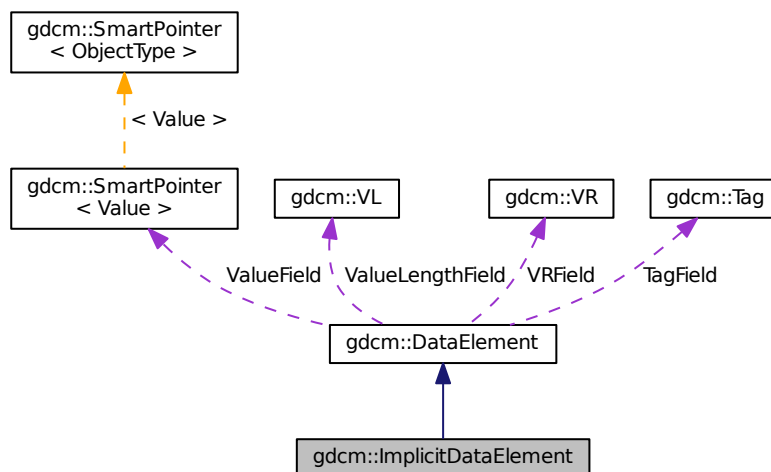 gdcm::SmartPointer
< ObjectType >
< Value >
gdcm::SmartPointer
< Value >
gdcm::VL
gdcm::VR
gdcm::Tag
ValueField
ValueLengthField
VRField
TagField
gdcm::DataElement
gdcm::ImplicitDataElement